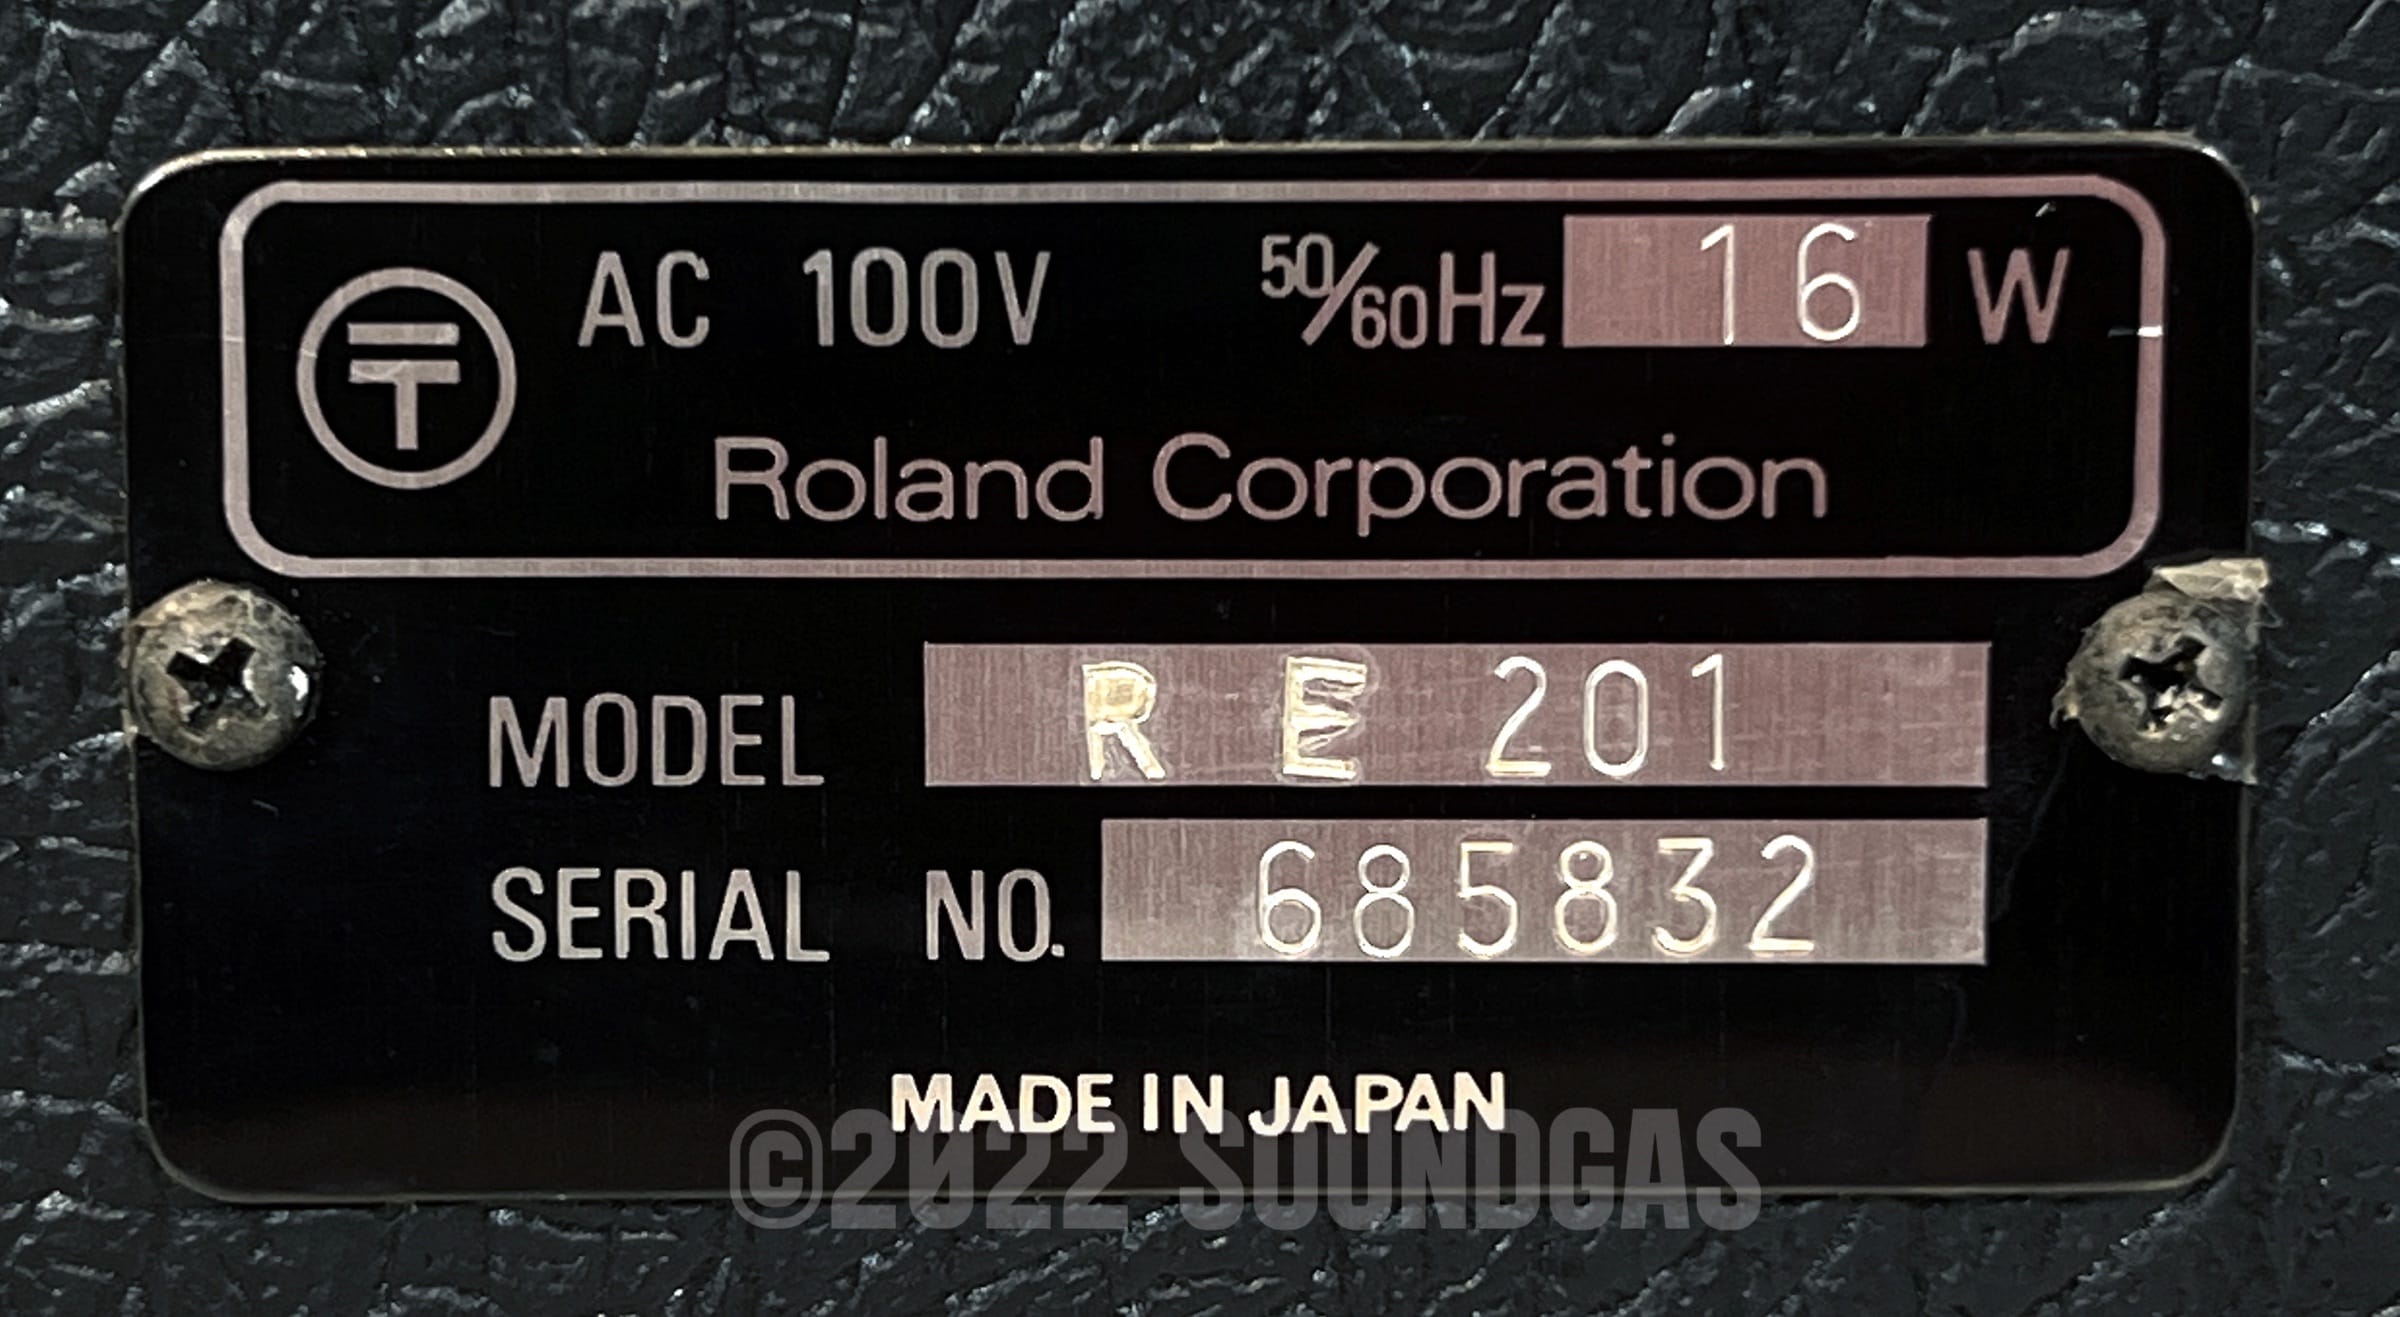 〒 AC 100V 50/60Hz 16 W
Roland Corporation
MODEL RE 201
SERIAL NO. 685832
MADE IN JAPAN
©2022 SOUNDGAS